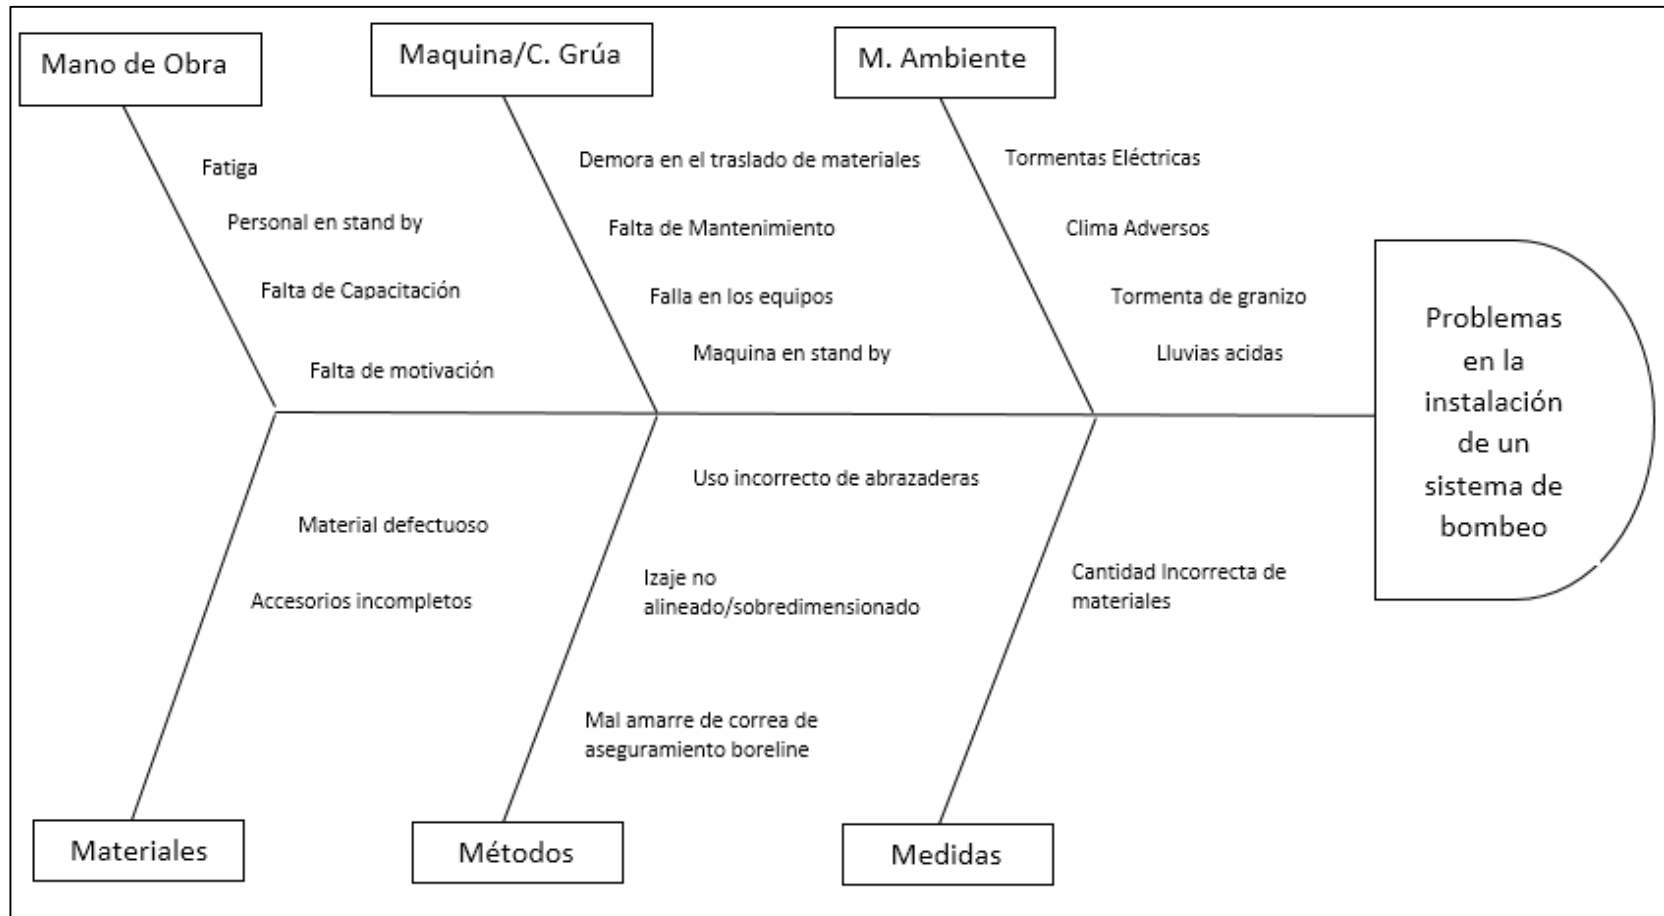 Mano de Obra
Maquina/C. Grúa
M. Ambiente
Fatiga
Personal en stand by
Falta de Capacitación
Falta de motivación
Demora en el traslado de materiales
Falta de Mantenimiento
Falla en los equipos
Maquina en stand by
Tormentas Eléctricas
Clima Adversos
Tormenta de granizo
Lluvias acidas
Problemas
en la
instalación
de un
sistema de
bombeo
Material defectuoso
Accesorios incompletos
Uso incorrecto de abrazaderas
Izaje no
alineado/sobredimensionado
Mal amarre de correa de
aseguramiento boreline
Cantidad Incorrecta de
materiales
Materiales
Métodos
Medidas